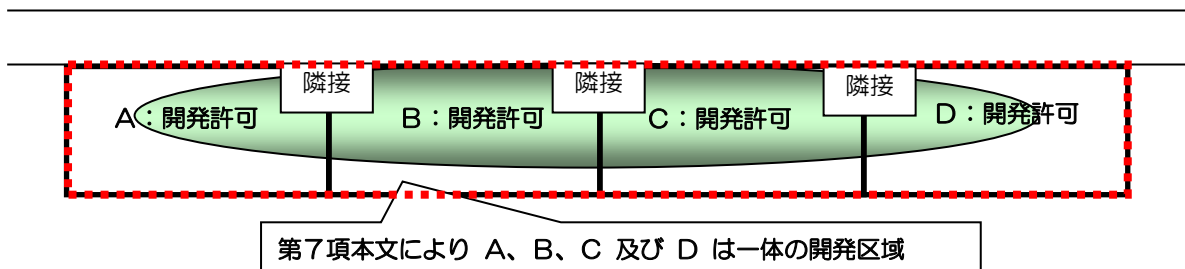 隣接
隣接
隣接
A：開発許可
B：開発許可
C：開発許可
D：開発許可
第７項本文により A、B、C 及び D は一体の開発区域